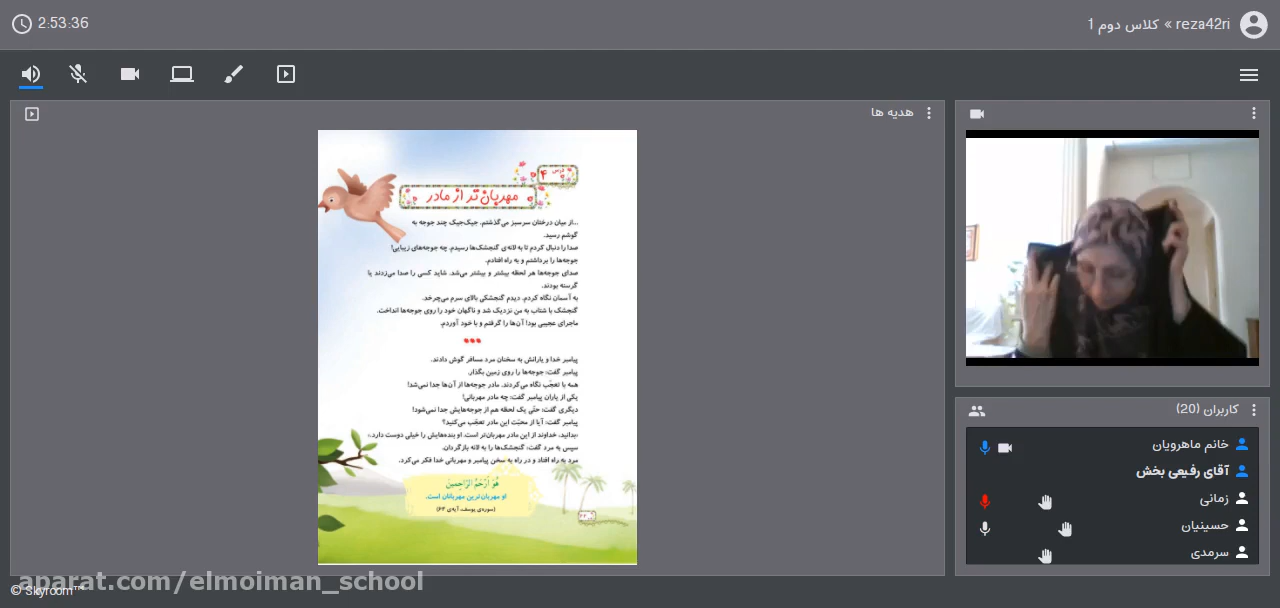 2:53:36
reza42ri » کلاس دوم 1
هدیه ها
درس ۴
مهربان‌تر از مادر
...از میان درختان سرسبز می‌گذشتم. جیک‌جیک چند جوجه به
گوشم رسید.
صدا را دنبال کردم تا به لانه‌ی گنجشک‌ها رسیدم. چه جوجه‌های زیبایی!
جوجه‌ها را برداشتم و به راه افتادم.
صدای جوجه‌ها هر لحظه بیشتر و بیشتر می‌شد. شاید کسی را صدا می‌زدند یا
گرسنه بودند.
به آسمان نگاه کردم. دیدم گنجشکی بالای سرم می‌چرخد.
گنجشک با شتاب به من نزدیک شد و ناگهان خود را روی جوجه‌ها انداخت.
ماجرای عجیبی بود! آن‌ها را گرفتم و با خود آوردم.
پیامبر خدا و یارانش به سخنان مرد مسافر گوش دادند.
پیامبر گفت: جوجه‌ها را روی زمین بگذار.
همه با تعجّب نگاه می‌کردند. مادر جوجه‌ها از آن‌ها جدا نمی‌شد!
یکی از یاران پیامبر گفت: چه مادر مهربانی!
دیگری گفت: حتّی یک لحظه هم از جوجه‌هایش جدا نمی‌شود!
پیامبر گفت: آیا از محبّت این مادر تعجّب می‌کنید؟
«بدانید، خداوند از این مادر مهربان‌تر است. او بنده‌هایش را خیلی دوست دارد.»
سپس به مرد گفت: گنجشک‌ها را به لانه بازگردان.
مرد به راه افتاد و در راه به سخن پیامبر و مهربانی خدا فکر می‌کرد.
هُوَ اَرْحَمُ الرّاحِمینَ
او مهربان‌ترین مهربانان است.
(سوره‌ی یوسف، آیه‌ی ۶۴)
کاربران (20)
خانم ماهرویان
آقای رفیعی بخش
زمانی
حسینیان
سرمدی
aparat.com/elmoiman_school
© Skyroom™